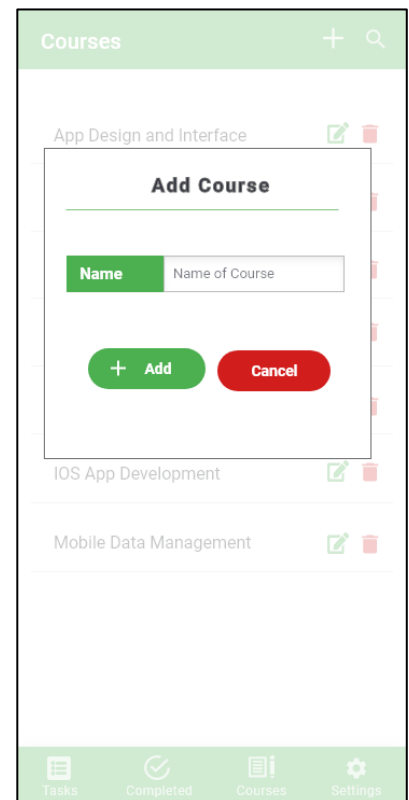 Courses
App Design and Interface
Add Course
Name Name of Course
+ Add Cancel
IOS App Development
Mobile Data Management
Tasks Completed Courses Settings